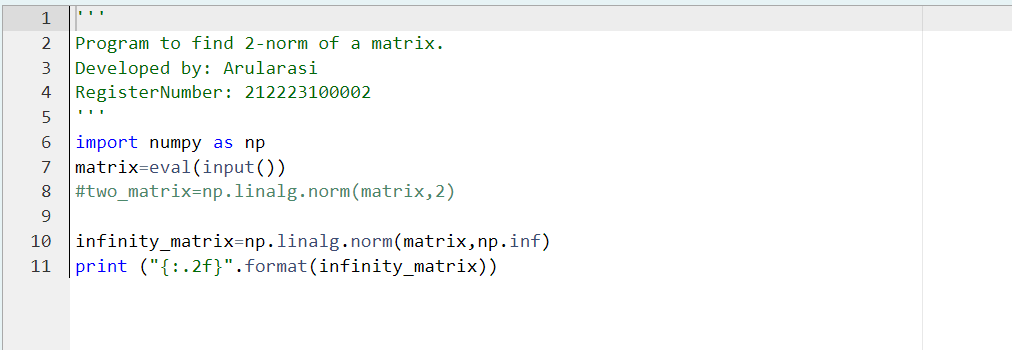 1 '''
2 Program to find 2-norm of a matrix.
3 Developed by: Arularasi
4 RegisterNumber: 212223100002
5 '''
6 import numpy as np
7 matrix=eval(input())
8 #two_matrix=np.linalg.norm(matrix,2)
9
10 infinity_matrix=np.linalg.norm(matrix,np.inf)
11 print ("{:.2f}".format(infinity_matrix))